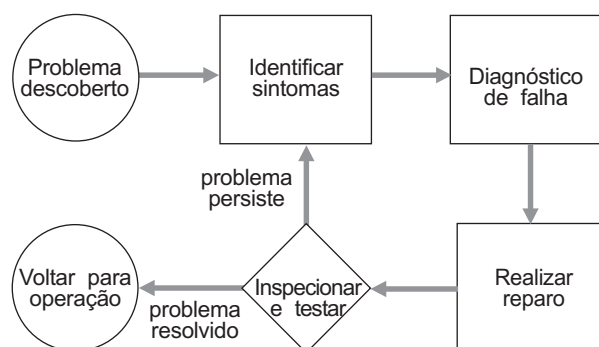 Problema
descoberto
Identificar
sintomas
Diagnóstico
de falha
problema
persiste
Voltar para
operação
problema
resolvido
Inspecionar
e testar
Realizar
reparo